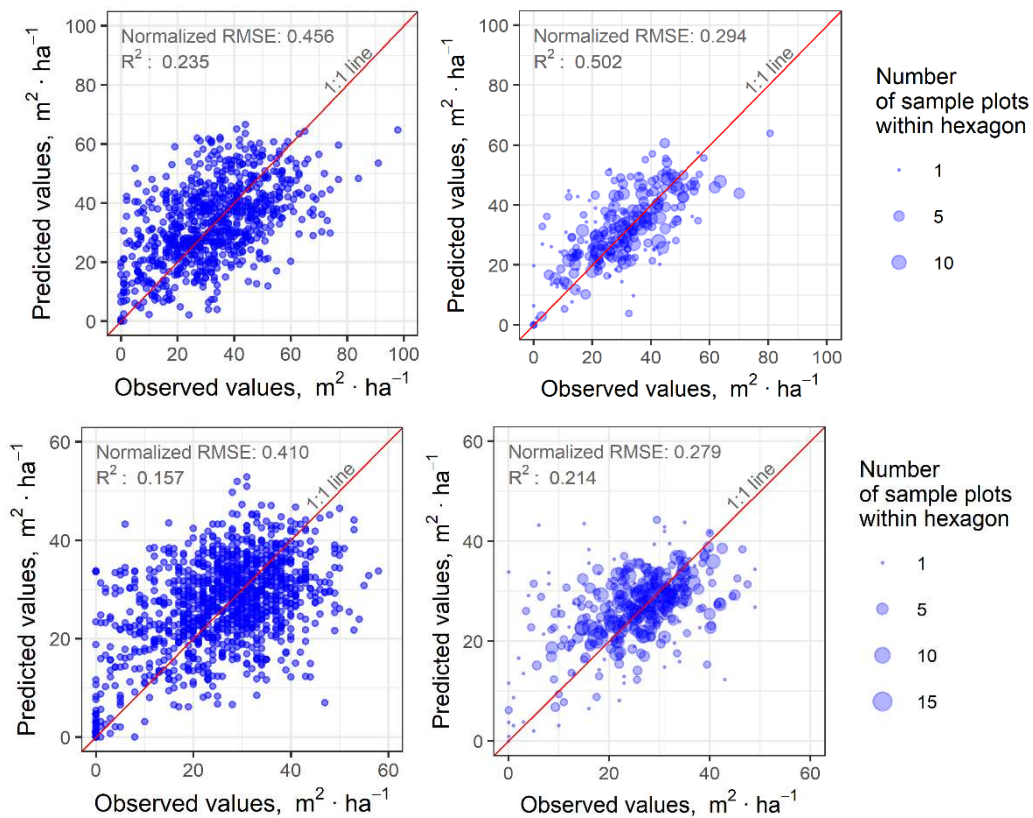 Normalized RMSE: 0.456
R² : 0.235
1:1 line
100
80
60
40
20
0
Predicted values, m² · ha⁻¹
0 20 40 60 80 100
Observed values, m² · ha⁻¹
Normalized RMSE: 0.294
R² : 0.502
1:1 line
100
80
60
40
20
0
Predicted values, m² · ha⁻¹
0 20 40 60 80 100
Observed values, m² · ha⁻¹
Number
of sample plots
within hexagon
1
5
10
Normalized RMSE: 0.410
R² : 0.157
1:1 line
60
40
20
0
Predicted values, m² · ha⁻¹
0 20 40 60
Observed values, m² · ha⁻¹
Normalized RMSE: 0.279
R² : 0.214
1:1 line
60
40
20
0
Predicted values, m² · ha⁻¹
0 20 40 60
Observed values, m² · ha⁻¹
Number
of sample plots
within hexagon
1
5
10
15